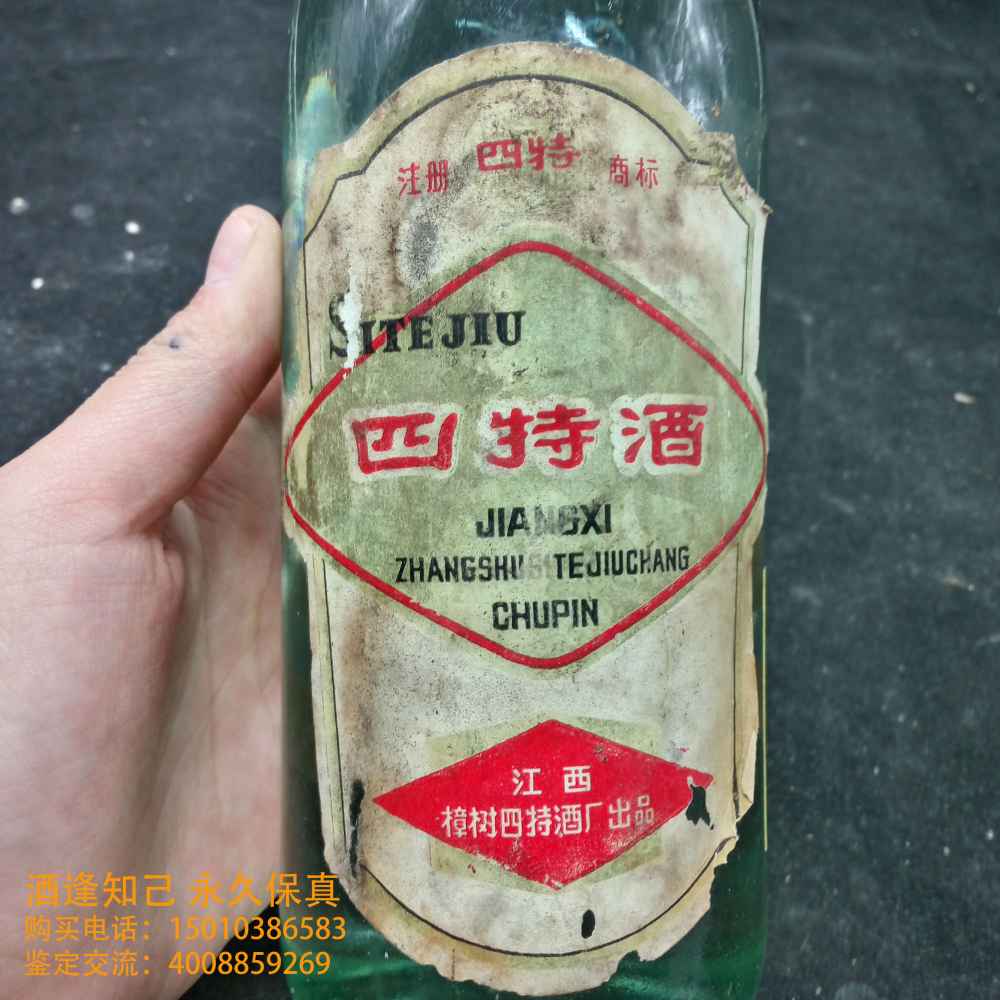 注册 四特 商标
SITE JIU
四特酒
JIANGXI
ZHANGSHUSITEJIUCHANG
CHUPIN
江西
樟树四特酒厂出品
酒逢知己 永久保真
购买电话：15010386583
鉴定交流：4008859269